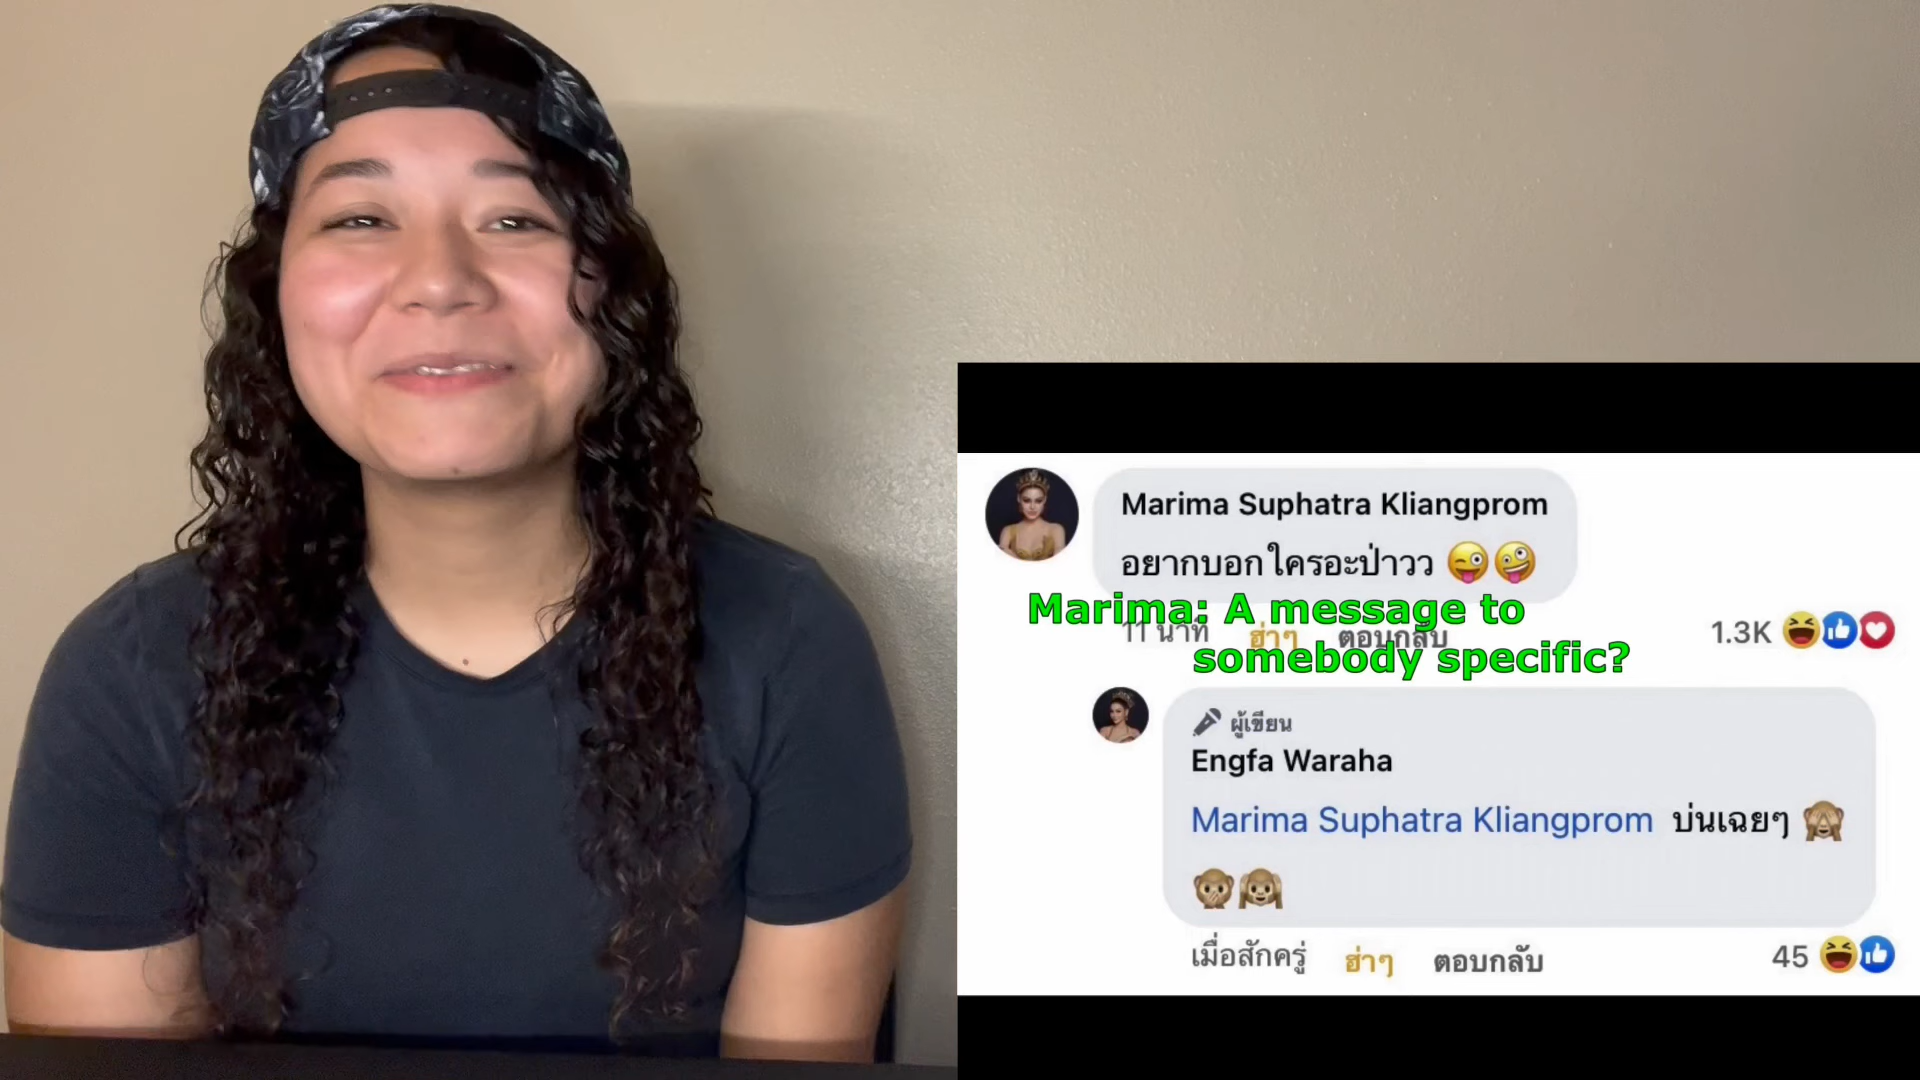 Marima Suphatra Kliangprom
อยากบอกใครอะป่าวว 😜🤪
Marima: A message to
somebody specific?
11 นาที ฮ่าๆ ตอบกลับ 1.3K
ผู้เขียน
Engfa Waraha
Marima Suphatra Kliangprom บ่นเฉยๆ 🙈
🙊🙉
เมื่อสักครู่ ฮ่าๆ ตอบกลับ 45